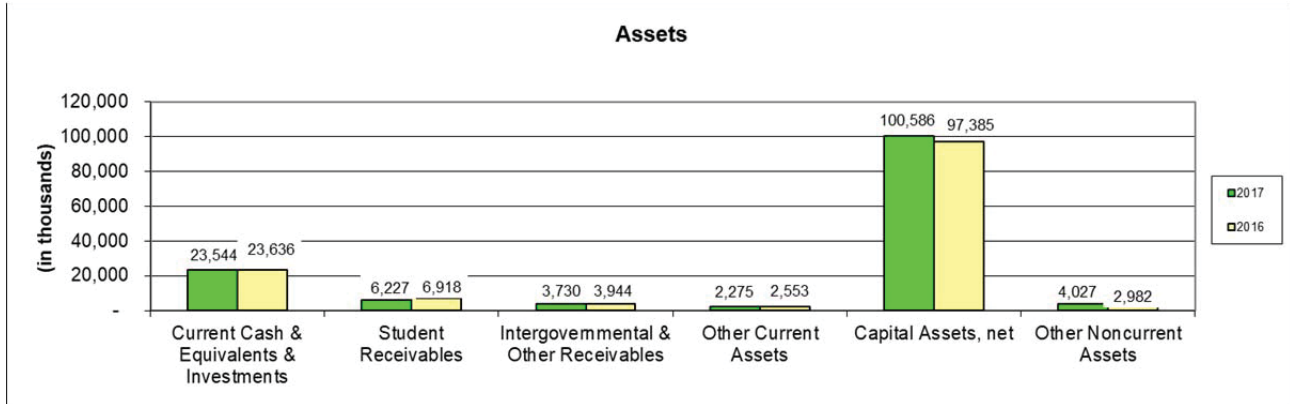 Assets
(in thousands)
120,000
100,000
80,000
60,000
40,000
20,000
-
23,544
23,636
6,227
6,918
3,730
3,944
2,275
2,553
100,586
97,385
4,027
2,982
Current Cash &
Equivalents &
Investments
Student
Receivables
Intergovernmental &
Other Receivables
Other Current
Assets
Capital Assets, net
Other Noncurrent
Assets
2017
2016